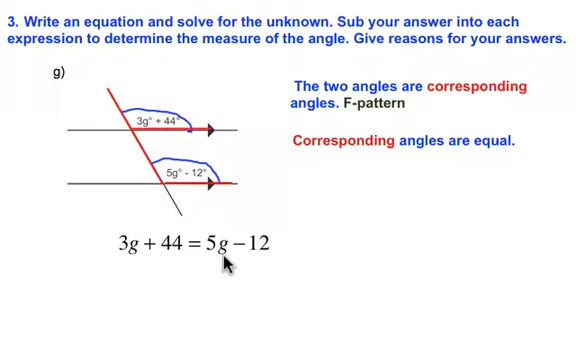 3. Write an equation and solve for the unknown. Sub your answer into each
expression to determine the measure of the angle. Give reasons for your answers.
g)
The two angles are corresponding
angles. F-pattern
3g° + 44°
Corresponding angles are equal.
5g° - 12°
3g + 44 = 5g − 12